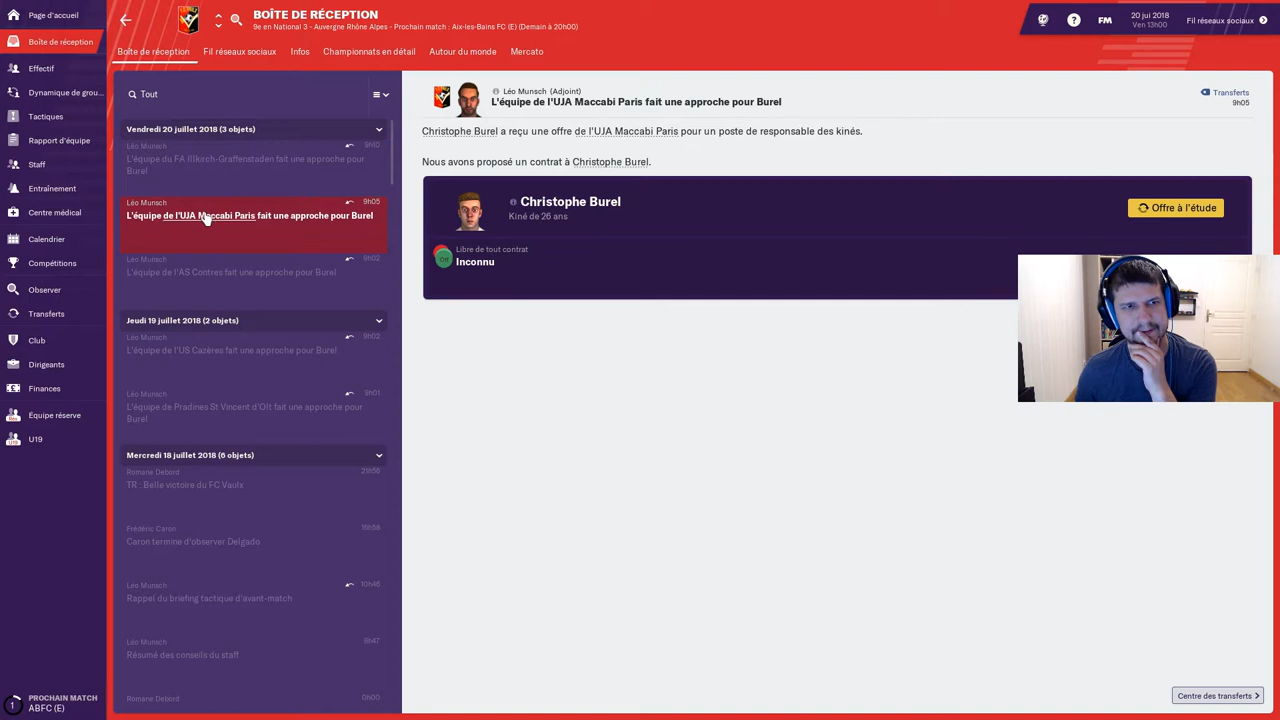 Page d'accueil
Boîte de réception
Effectif
Dynamique de grou...
Tactiques
Rapport d'équipe
Staff
Entraînement
Centre médical
Calendrier
Compétitions
Observer
Transferts
Club
Dirigeants
Finances
Équipe réserve
U19
1
PROCHAIN MATCH
ABFC (E)
BOÎTE DE RÉCEPTION
9e en National 3 - Auvergne Rhône Alpes - Prochain match : Aix-les-Bains FC (E) (Demain à 20h00)
? FM
20 jui 2018
Ven 13h00
Fil réseaux sociaux
Boîte de réception Fil réseaux sociaux Infos Championnats en détail Autour du monde Mercato
Tout
Vendredi 20 juillet 2018 (3 objets)
Léo Munsch 9h10
L'équipe du FA Illkirch-Graffenstaden fait une approche pour
Burel
Léo Munsch 9h05
L'équipe de l'UJA Maccabi Paris fait une approche pour Burel
Léo Munsch 9h02
L'équipe de l'AS Contres fait une approche pour Burel
Jeudi 19 juillet 2018 (2 objets)
Léo Munsch 9h02
L'équipe de l'US Cazères fait une approche pour Burel
Léo Munsch 9h01
L'équipe de Pradines St Vincent d'Olt fait une approche pour
Burel
Mercredi 18 juillet 2018 (6 objets)
Romane Debord 21h56
TR : Belle victoire du FC Vaulx
Frédéric Caron 16h58
Caron termine d'observer Delgado
Léo Munsch 10h46
Rappel du briefing tactique d'avant-match
Léo Munsch 8h47
Résumé des conseils du staff
Romane Debord 0h00
Léo Munsch (Adjoint)
L'équipe de l'UJA Maccabi Paris fait une approche pour Burel
Transferts
9h05
Christophe Burel a reçu une offre de l'UJA Maccabi Paris pour un poste de responsable des kinés.
Nous avons proposé un contrat à Christophe Burel.
Christophe Burel
Kiné de 26 ans
Offre à l'étude
Libre de tout contrat
Inconnu
Centre des transferts